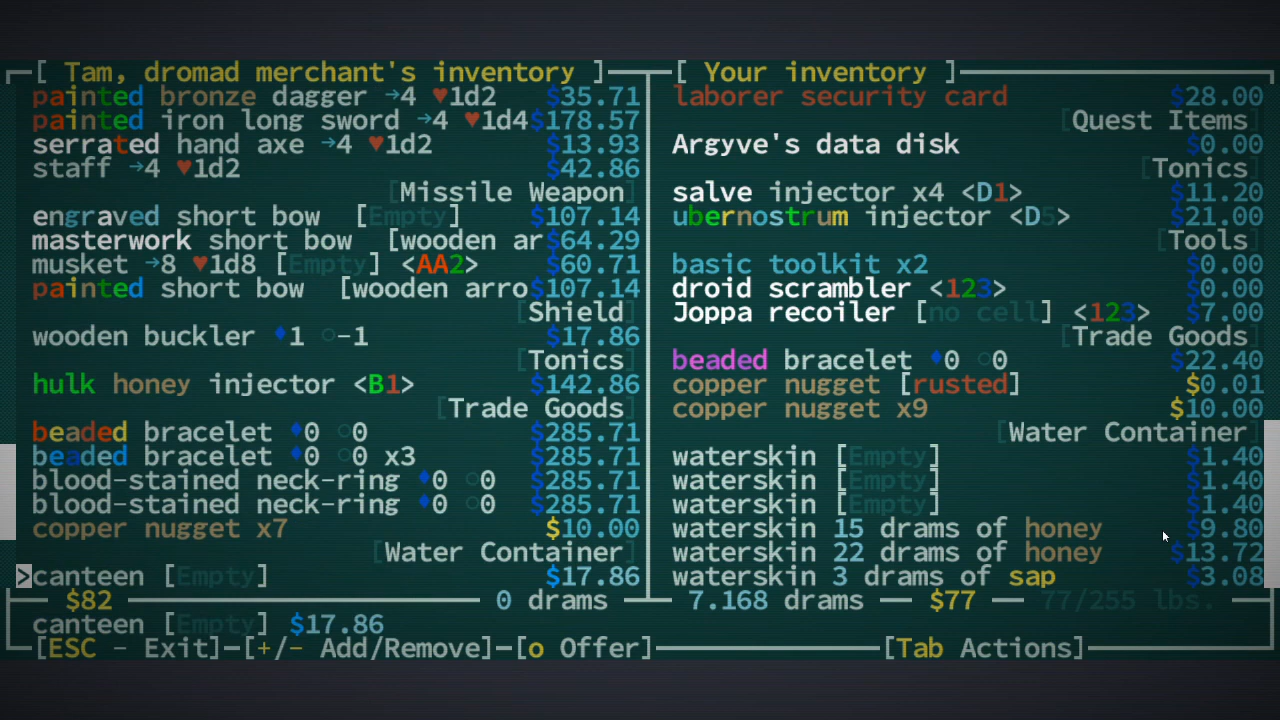 [ Tam, dromad merchant's inventory ]
painted bronze dagger →4 ♥1d2 $35.71
painted iron long sword →4 ♥1d4 $178.57
serrated hand axe →4 ♥1d2 $13.93
staff →4 ♥1d2 $42.86
[Missile Weapon]
engraved short bow [Empty] $107.14
masterwork short bow [wooden ar $64.29
musket →8 ♥1d8 [Empty] <AA2> $60.71
painted short bow [wooden arro $107.14
[Shield]
wooden buckler ♦1 ○-1 $17.86
[Tonics]
hulk honey injector <B1> $142.86
[Trade Goods]
beaded bracelet ♦0 ○0 $285.71
beaded bracelet ♦0 ○0 x3 $285.71
blood-stained neck-ring ♦0 ○0 $285.71
blood-stained neck-ring ♦0 ○0 $285.71
copper nugget x7 $10.00
[Water Container]
>canteen [Empty] $17.86
[ Your inventory ]
laborer security card $28.00
[Quest Items]
Argyve's data disk $0.00
[Tonics]
salve injector x4 <D1> $11.20
ubernostrum injector <D5> $21.00
[Tools]
basic toolkit x2 $0.00
droid scrambler <123> $0.00
Joppa recoiler [no cell] <123> $7.00
[Trade Goods]
beaded bracelet ♦0 ○0 $22.40
copper nugget [rusted] $0.01
copper nugget x9 $10.00
[Water Container]
waterskin [Empty] $1.40
waterskin [Empty] $1.40
waterskin [Empty] $1.40
waterskin 15 drams of honey $9.80
waterskin 22 drams of honey $13.72
waterskin 3 drams of sap $3.08
$82 0 drams 7.168 drams $77 77/255 lbs.
canteen [Empty] $17.86
[ESC - Exit]-[+/- Add/Remove]-[o Offer] [Tab Actions]